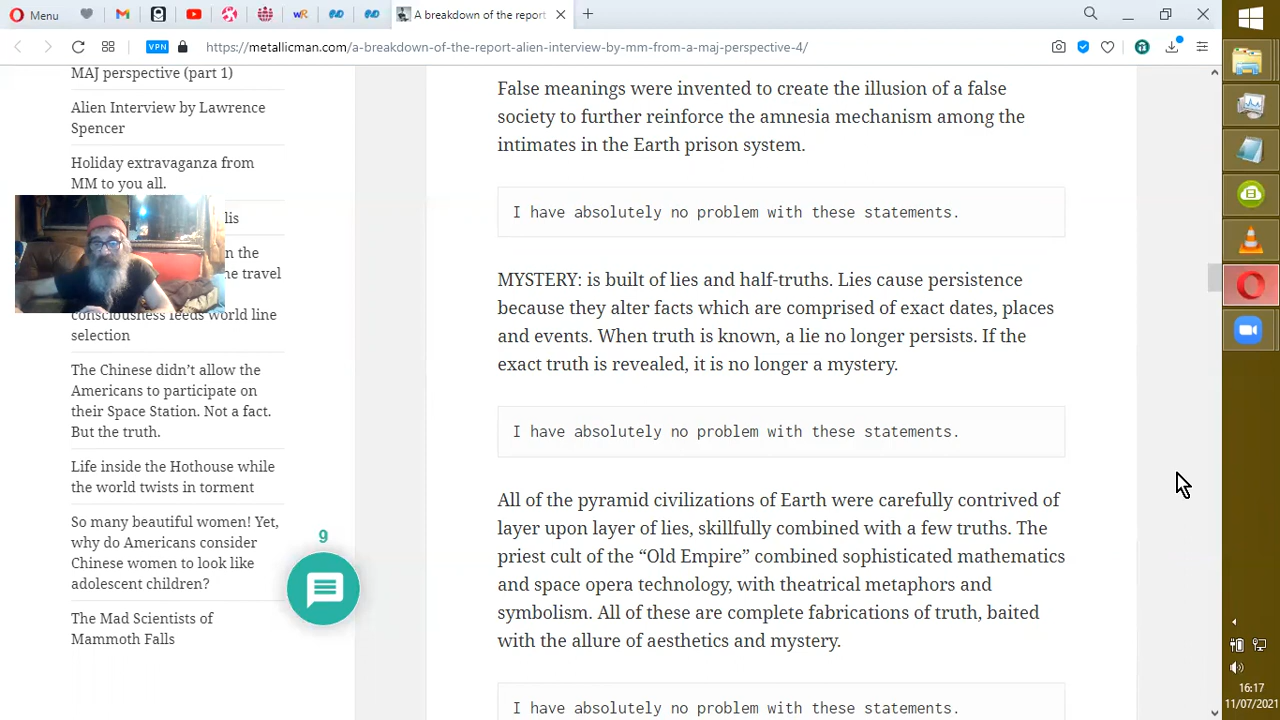 Menu
A breakdown of the report
VPN
https://metallicman.com/a-breakdown-of-the-report-alien-interview-by-mm-from-a-maj-perspective-4/
MAJ perspective (part 1)
Alien Interview by Lawrence
Spencer
Holiday extravaganza from
MM to you all.
lis
n the
ne travel
consciousness feeds world line
selection
The Chinese didn’t allow the
Americans to participate on
their Space Station. Not a fact.
But the truth.
Life inside the Hothouse while
the world twists in torment
So many beautiful women! Yet,
why do Americans consider
Chinese women to look like
adolescent children?
The Mad Scientists of
Mammoth Falls
9
False meanings were invented to create the illusion of a false
society to further reinforce the amnesia mechanism among the
intimates in the Earth prison system.
I have absolutely no problem with these statements.
MYSTERY: is built of lies and half-truths. Lies cause persistence
because they alter facts which are comprised of exact dates, places
and events. When truth is known, a lie no longer persists. If the
exact truth is revealed, it is no longer a mystery.
I have absolutely no problem with these statements.
All of the pyramid civilizations of Earth were carefully contrived of
layer upon layer of lies, skillfully combined with a few truths. The
priest cult of the “Old Empire” combined sophisticated mathematics
and space opera technology, with theatrical metaphors and
symbolism. All of these are complete fabrications of truth, baited
with the allure of aesthetics and mystery.
I have absolutely no problem with these statements.
16:17
11/07/2021